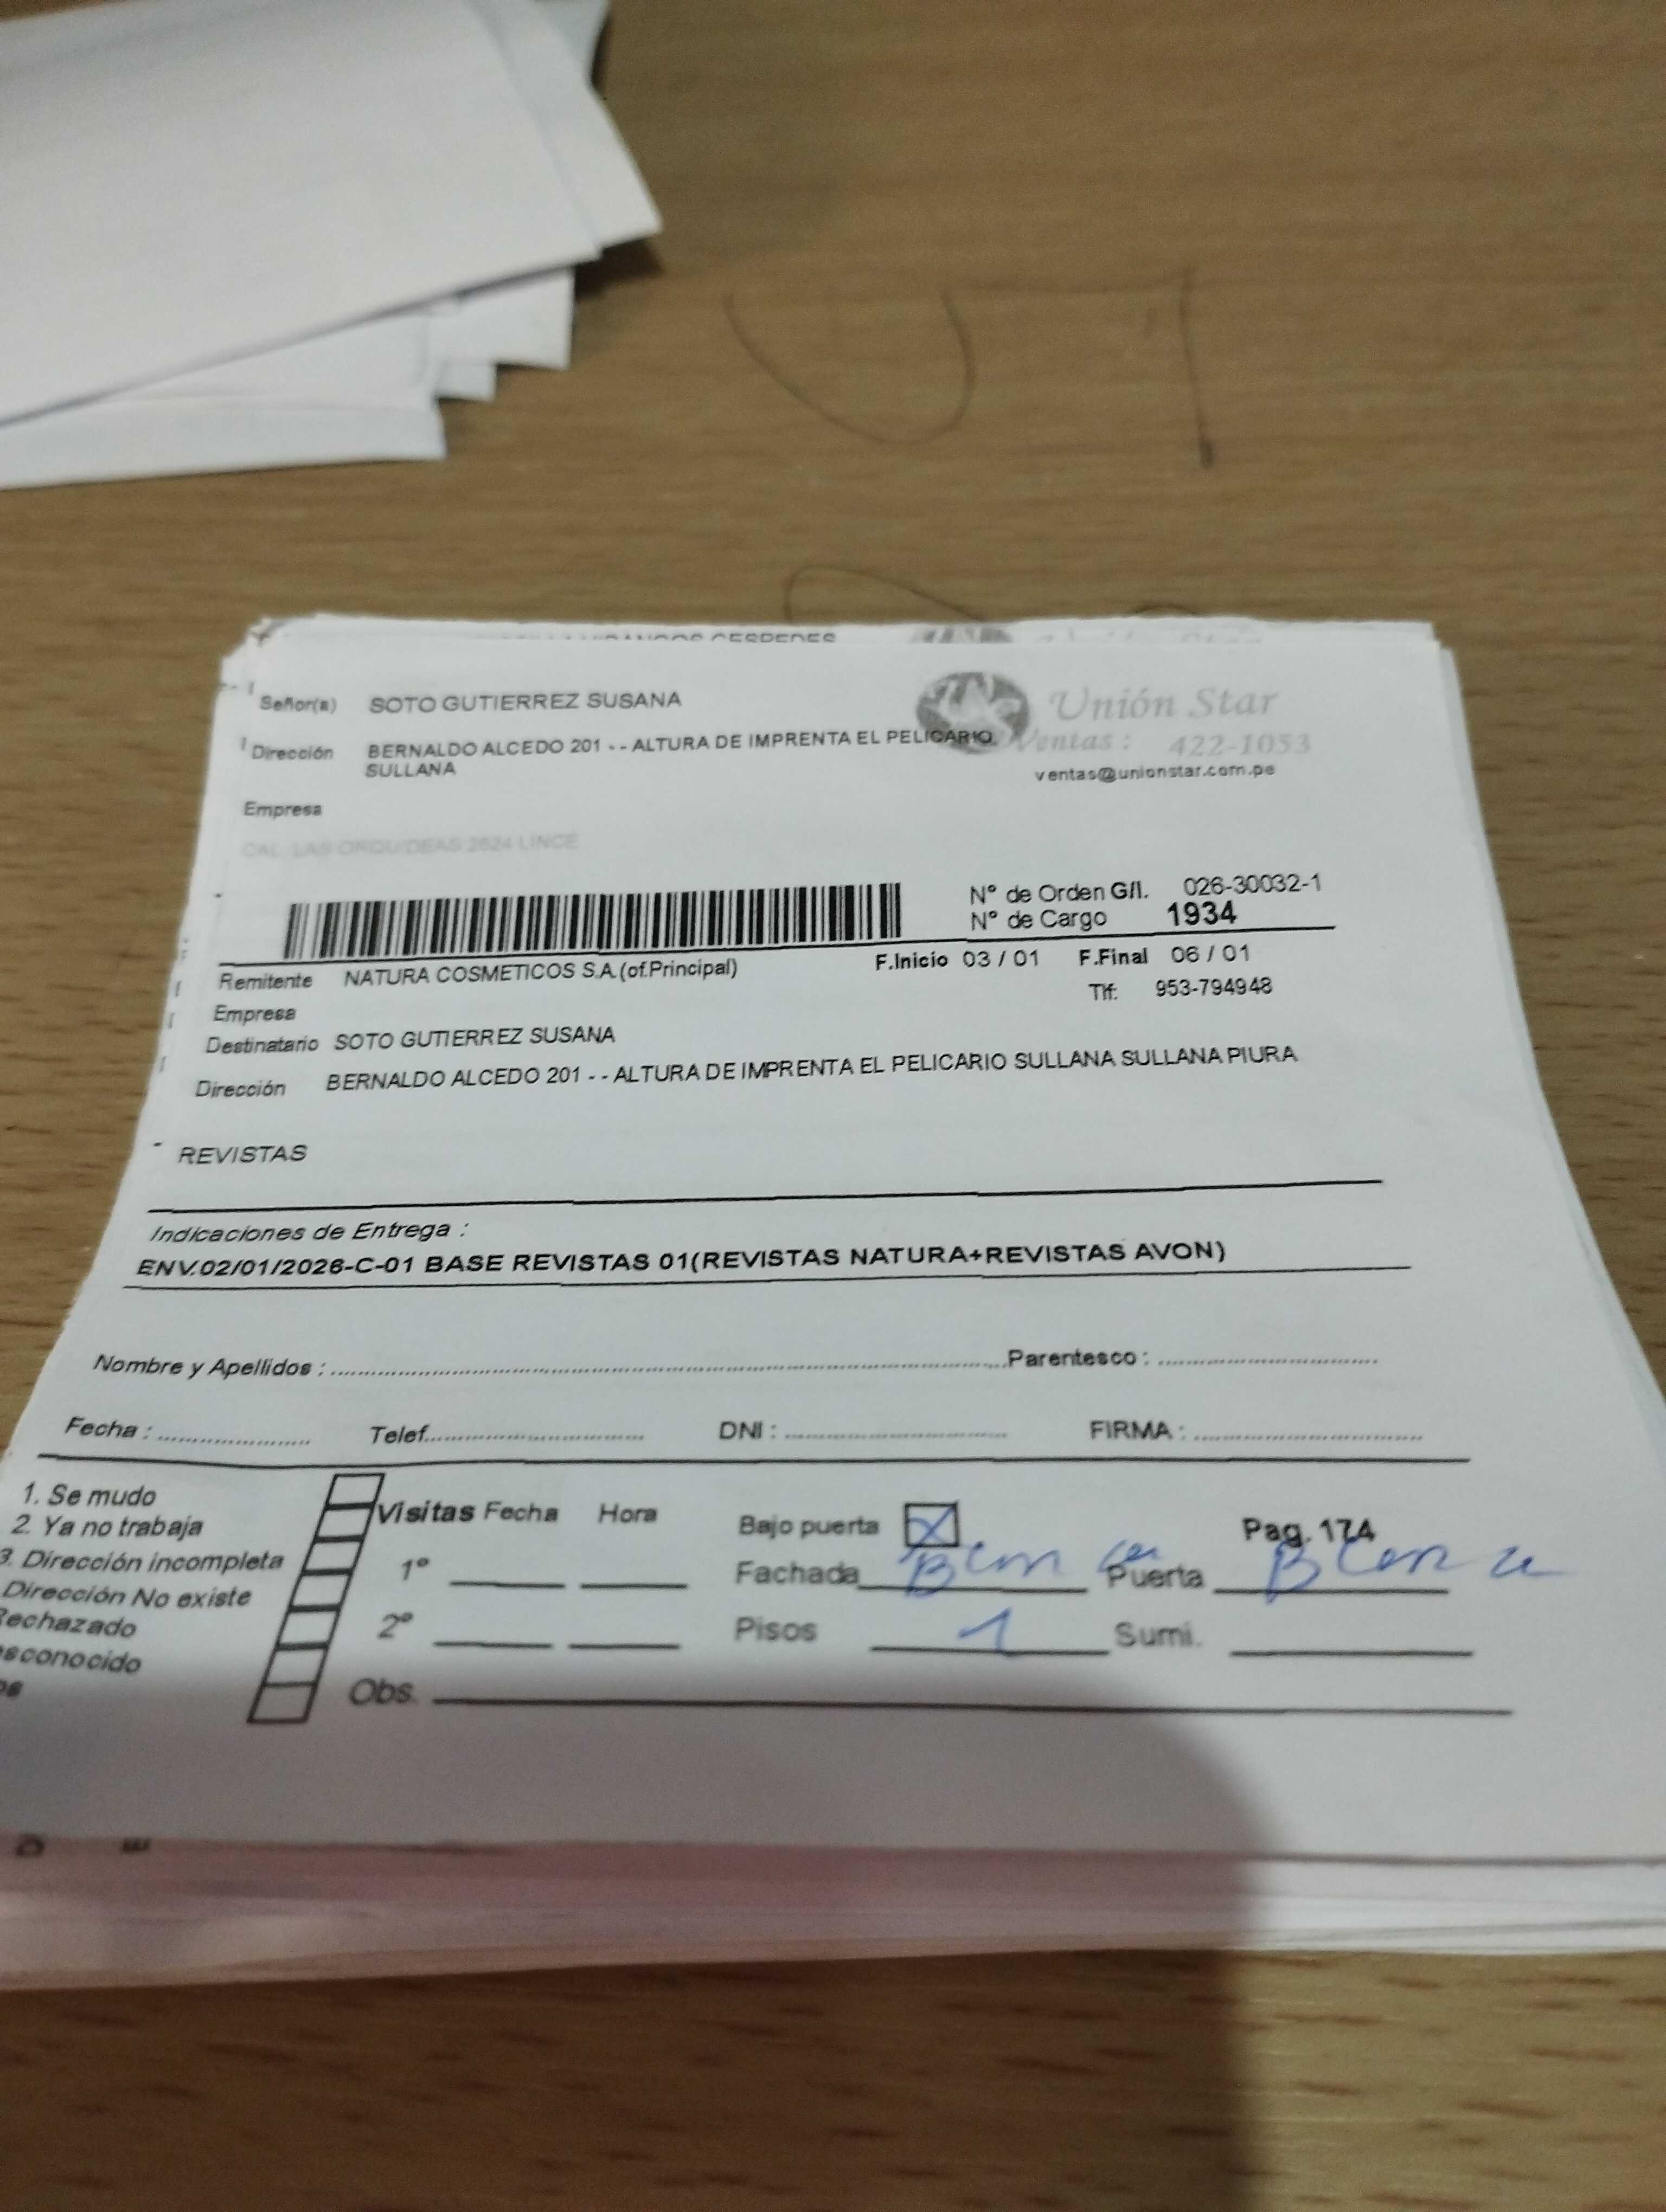 Señor(a) SOTO GUTIERREZ SUSANA
Unión Star
Dirección BERNALDO ALCEDO 201 - - ALTURA DE IMPRENTA EL PELICARIO
SULLANA
Ventas : 422-1053
ventas@unionstar.com.pe
Empresa
CAL. LAS ORQUIDEAS 2624 LINCE
N° de Orden G/I. 026-30032-1
N° de Cargo 1934
Remitente NATURA COSMETICOS S.A.(of.Principal)
F.Inicio 03 / 01 F.Final 06 / 01
Tlf: 953-794948
Empresa
Destinatario SOTO GUTIERREZ SUSANA
Dirección BERNALDO ALCEDO 201 - - ALTURA DE IMPRENTA EL PELICARIO SULLANA SULLANA PIURA
REVISTAS
Indicaciones de Entrega :
ENV.02/01/2026-C-01 BASE REVISTAS 01(REVISTAS NATURA+REVISTAS AVON)
Nombre y Apellidos : Parentesco :
Fecha : Telef. DNI : FIRMA :
1. Se mudo
2. Ya no trabaja
3. Dirección incompleta
Dirección No existe
Rechazado
Visitas Fecha Hora
1°
2°
Obs.
Bajo puerta X Pag. 174
Fachada Puerta
Pisos 1 Sumi.